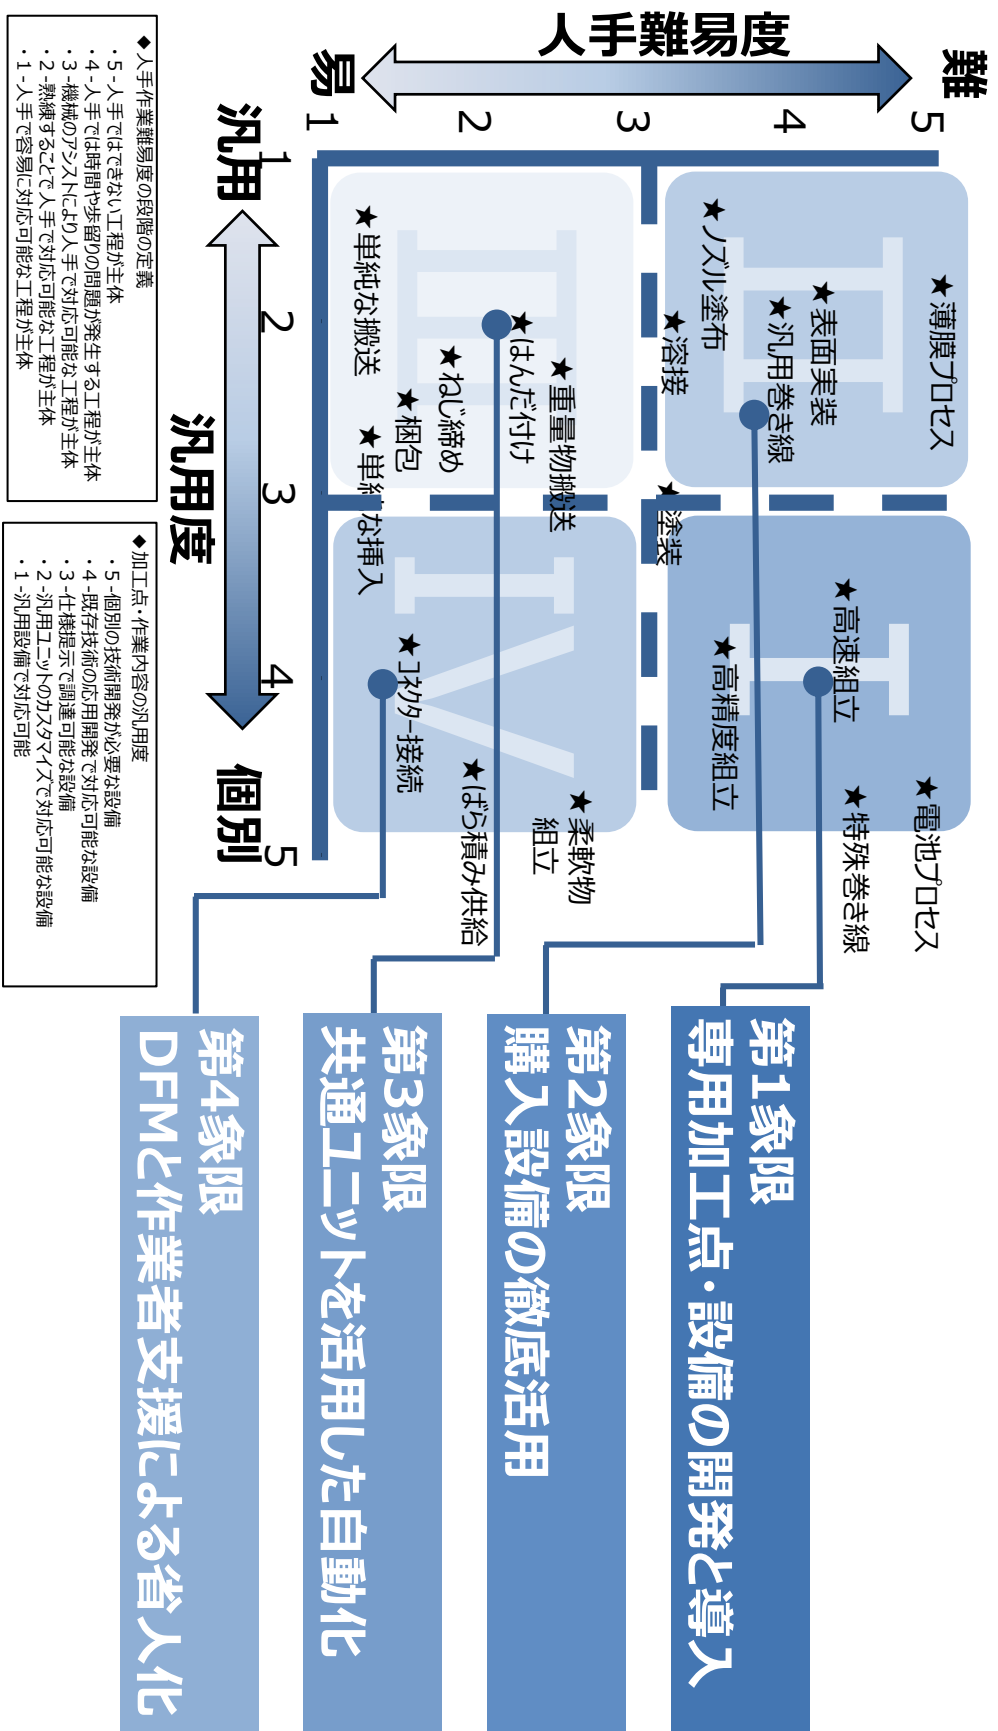 人手難易度
難
易
5
4
3
2
1
1
2
3
4
5
汎用
汎用度
個別
Ⅱ
★薄膜プロセス
★表面実装
★汎用巻き線
★ノズル塗布
★溶接
★塗装
Ⅰ
★電池プロセス
★高速組立
★特殊巻き線
★高精度組立
Ⅲ
★重量物搬送
★はんだ付け
★ねじ締め
★梱包
★単純な搬送
★単純な挿入
Ⅳ
★柔軟物
組立
★ばら積み供給
★コネクター接続
第1象限
専用加工点・設備の開発と導入
第2象限
購入設備の徹底活用
第3象限
共通ユニットを活用した自動化
第4象限
DFMと作業者支援による省人化
◆人手作業難易度の段階の定義
・5 -人手ではできない工程が主体
・4 -人手では時間や歩留りの問題が発生する工程が主体
・3 -機械のアシストにより人手で対応可能な工程が主体
・2 -熟練することで人手で対応可能な工程が主体
・1 -人手で容易に対応可能な工程が主体
◆加工点・作業内容の汎用度
・5 -個別の技術開発が必要な設備
・4 -既存技術の応用開発で対応可能な設備
・3 -仕様提示で調達可能な設備
・2 -汎用ユニットのカスタマイズで対応可能な設備
・1 -汎用設備で対応可能